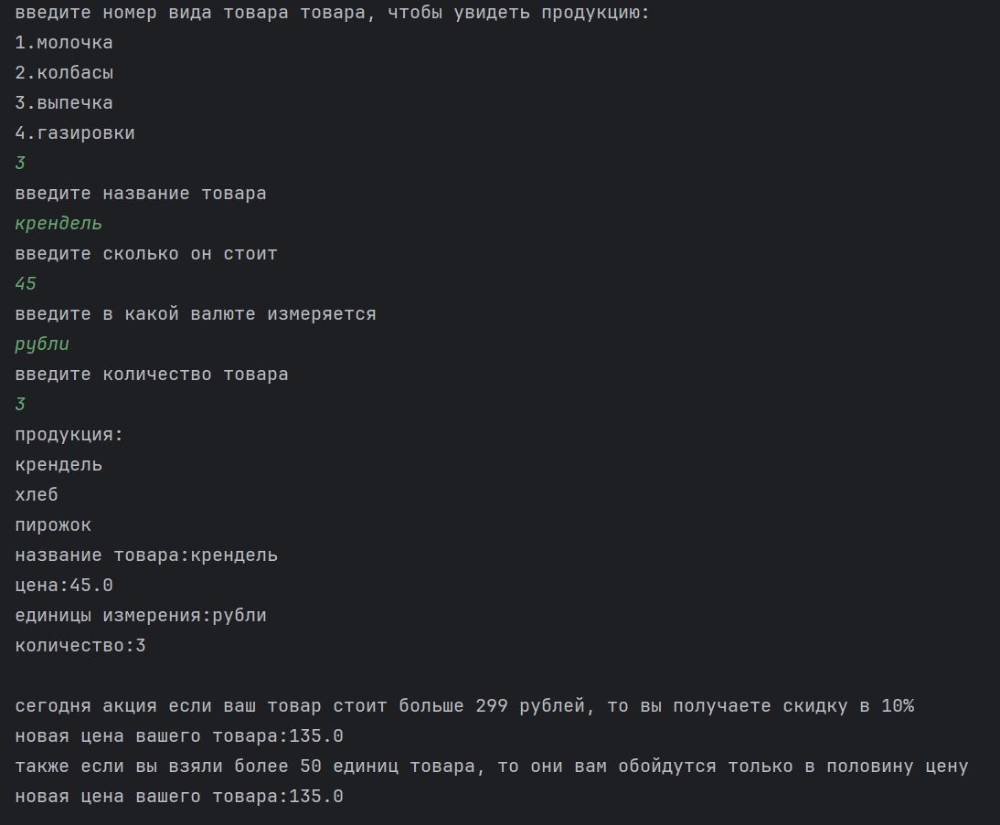 введите номер вида товара товара, чтобы увидеть продукцию:
1.молочка
2.колбасы
3.выпечка
4.газировки
3
введите название товара
крендель
введите сколько он стоит
45
введите в какой валюте измеряется
рубли
введите количество товара
3
продукция:
крендель
хлеб
пирожок
название товара:крендель
цена:45.0
единицы измерения:рубли
количество:3
сегодня акция если ваш товар стоит больше 299 рублей, то вы получаете скидку в 10%
новая цена вашего товара:135.0
также если вы взяли более 50 единиц товара, то они вам обойдутся только в половину цену
новая цена вашего товара:135.0